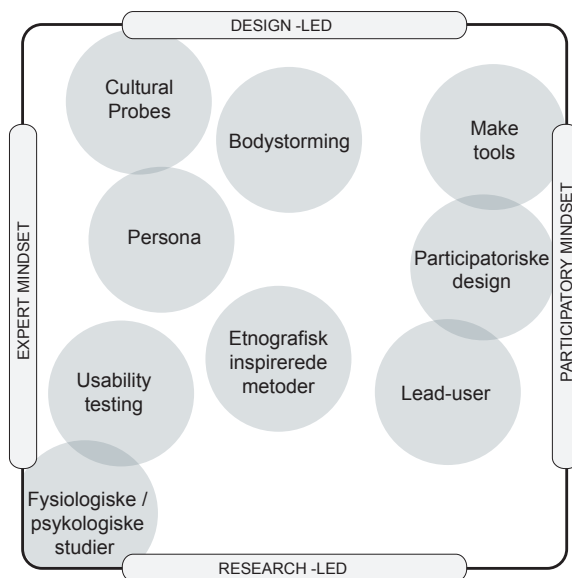 DESIGN -LED
Cultural
Probes
Bodystorming
Make
tools
EXPERT MINDSET
PARTICIPATORY MINDSET
Persona
Participatoriske
design
Etnografisk
inspirerede
metoder
Usability
testing
Lead-user
Fysiologiske /
psykologiske
studier
RESEARCH -LED